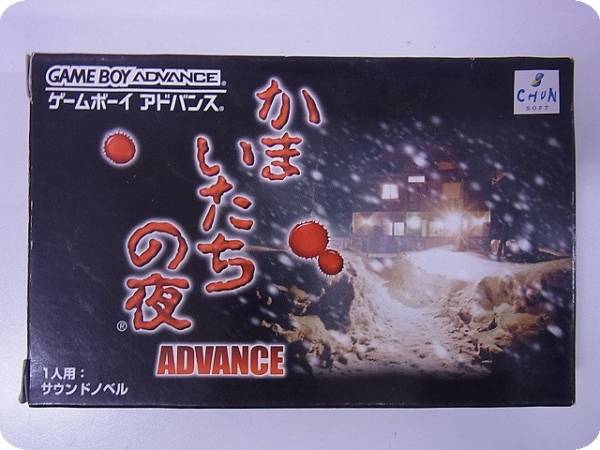 GAME BOY ADVANCE
ゲームボーイ アドバンス®
CHUN
SOFT
かま
いたち
の夜®
ADVANCE
1人用:
サウンドノベル